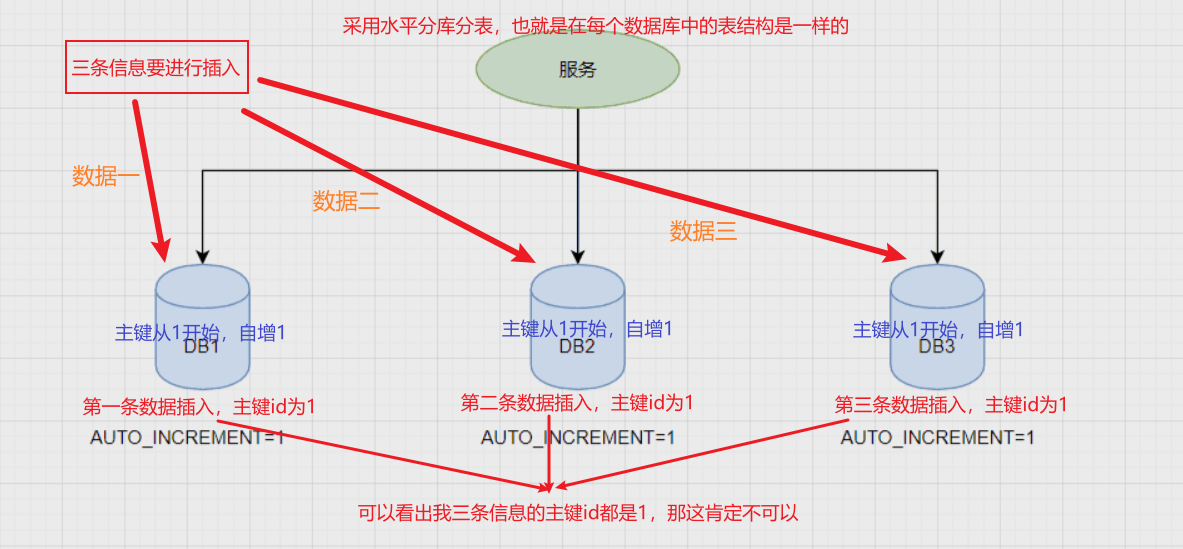 采用水平分库分表，也就是在每个数据库中的表结构是一样的
三条信息要进行插入
服务
数据一
数据二
数据三
主键从1开始，自增1
DB1
主键从1开始，自增1
DB2
主键从1开始，自增1
DB3
第一条数据插入，主键id为1
第二条数据插入，主键id为1
第三条数据插入，主键id为1
AUTO_INCREMENT=1
AUTO_INCREMENT=1
AUTO_INCREMENT=1
可以看出我三条信息的主键id都是1，那这肯定不可以